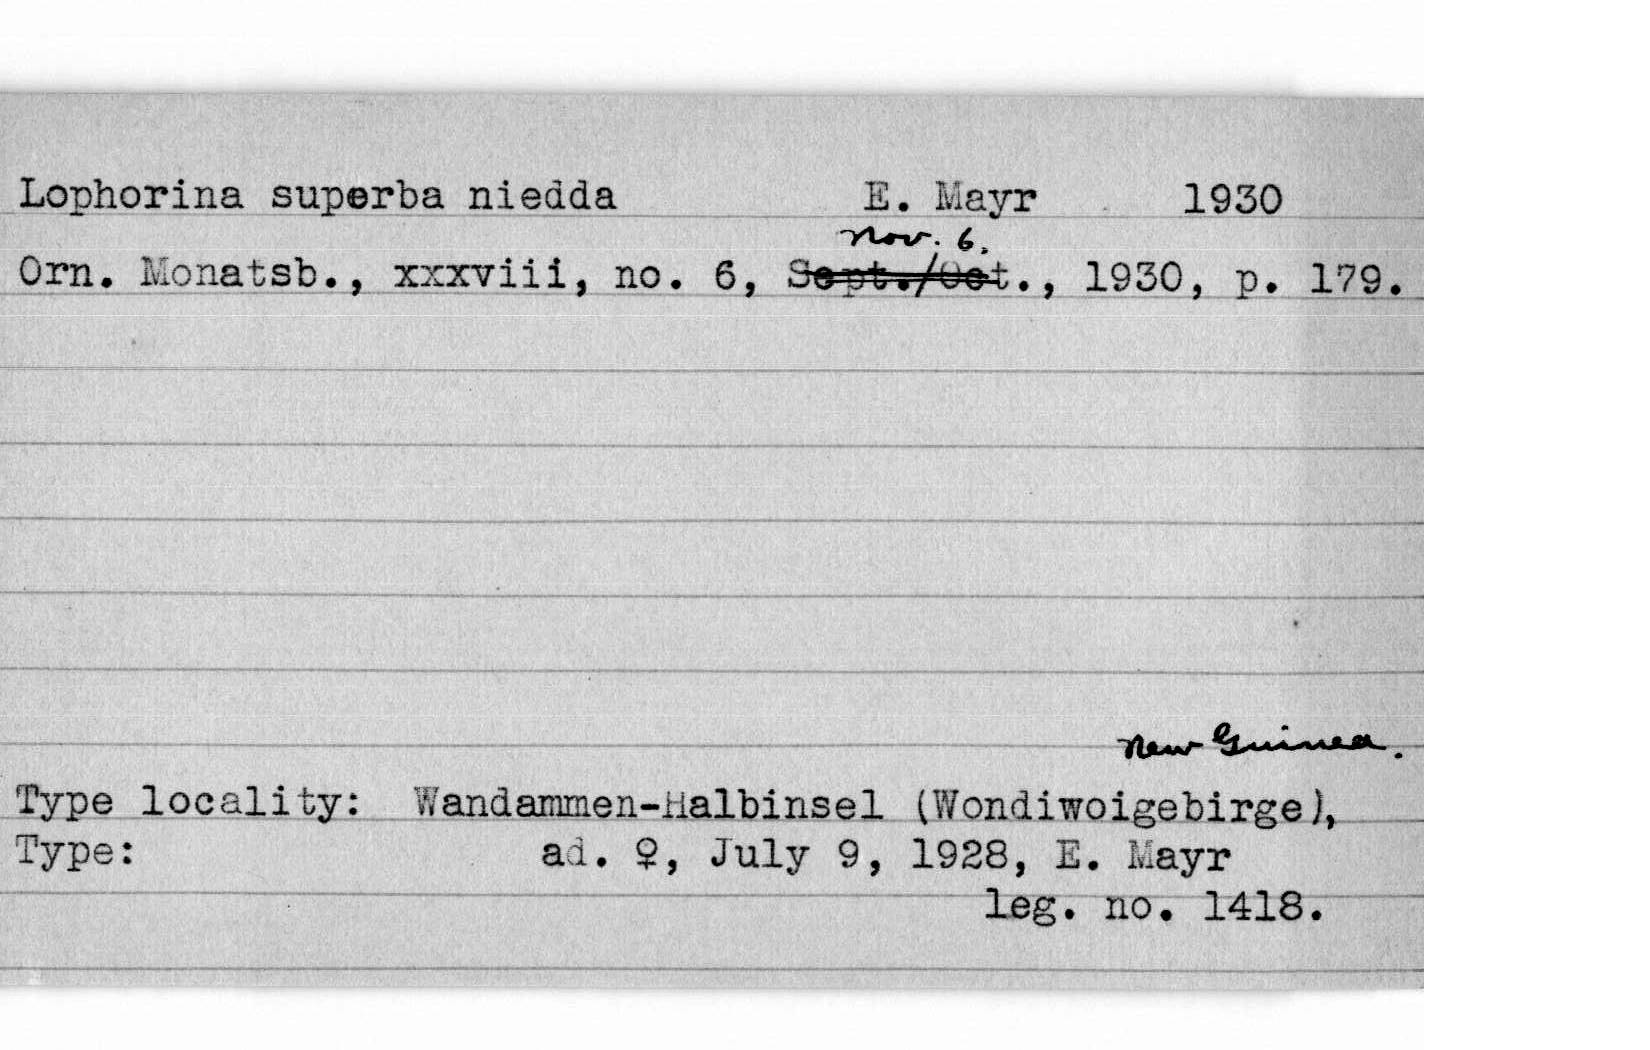 Lophorina superba niedda E. Mayr 1930
Nov. 6.
Orn. Monatsb., xxxviii, no. 6, Sept./Oct., 1930, p. 179.
New Guinea.
Type locality: Wandammen-Halbinsel (Wondiwoigebirge),
Type: ad. ♀, July 9, 1928, E. Mayr
leg. no. 1418.